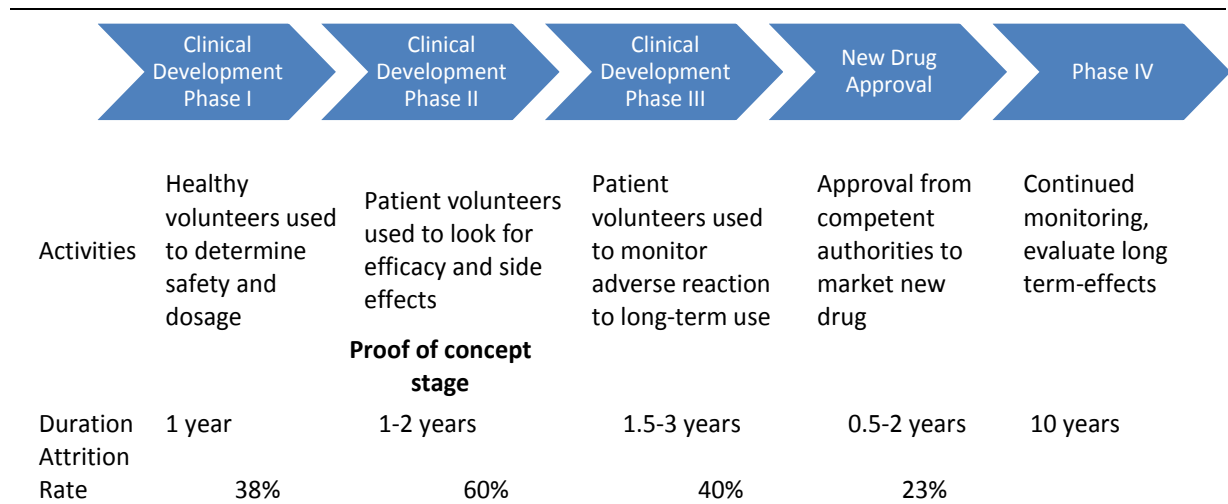 Clinical
Development
Phase I
Clinical
Development
Phase II
Clinical
Development
Phase III
New Drug
Approval
Phase IV
Activities
Healthy
volunteers used
to determine
safety and
dosage
Patient volunteers
used to look for
efficacy and side
effects
Proof of concept
stage
Patient
volunteers used
to monitor
adverse reaction
to long-term use
Approval from
competent
authorities to
market new
drug
Continued
monitoring,
evaluate long
term-effects
Duration 1 year 1-2 years 1.5-3 years 0.5-2 years 10 years
Attrition
Rate 38% 60% 40% 23%